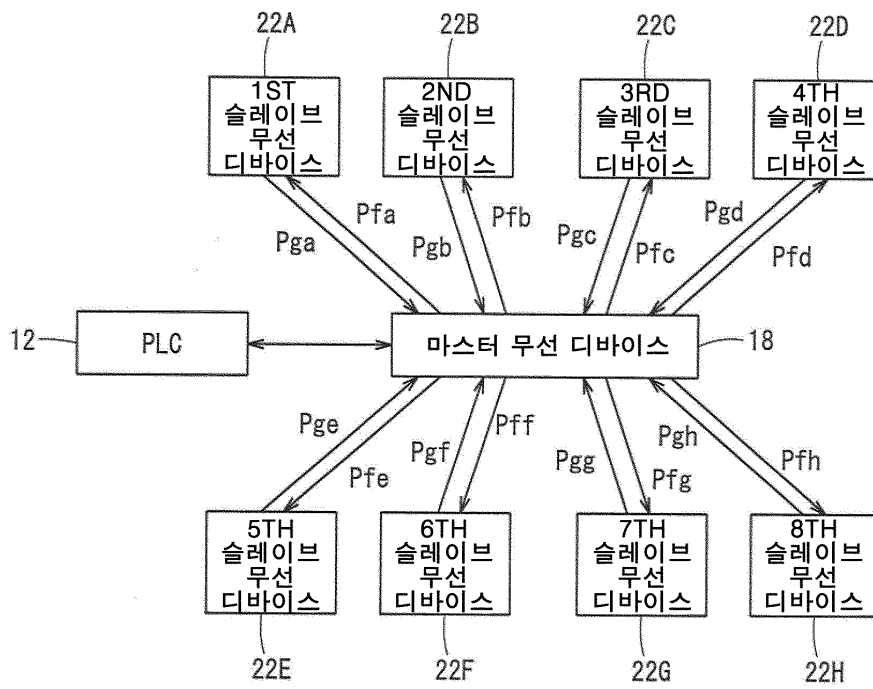 22A
22B
22C
22D
1ST
슬레이브
무선
디바이스
2ND
슬레이브
무선
디바이스
3RD
슬레이브
무선
디바이스
4TH
슬레이브
무선
디바이스
Pfa
Pga
Pfb
Pgb
Pgc
Pfc
Pgd
Pfd
12
PLC
마스터 무선 디바이스
18
Pge
Pfe
Pgf
Pff
Pgg
Pfg
Pgh
Pfh
5TH
슬레이브
무선
디바이스
6TH
슬레이브
무선
디바이스
7TH
슬레이브
무선
디바이스
8TH
슬레이브
무선
디바이스
22E
22F
22G
22H